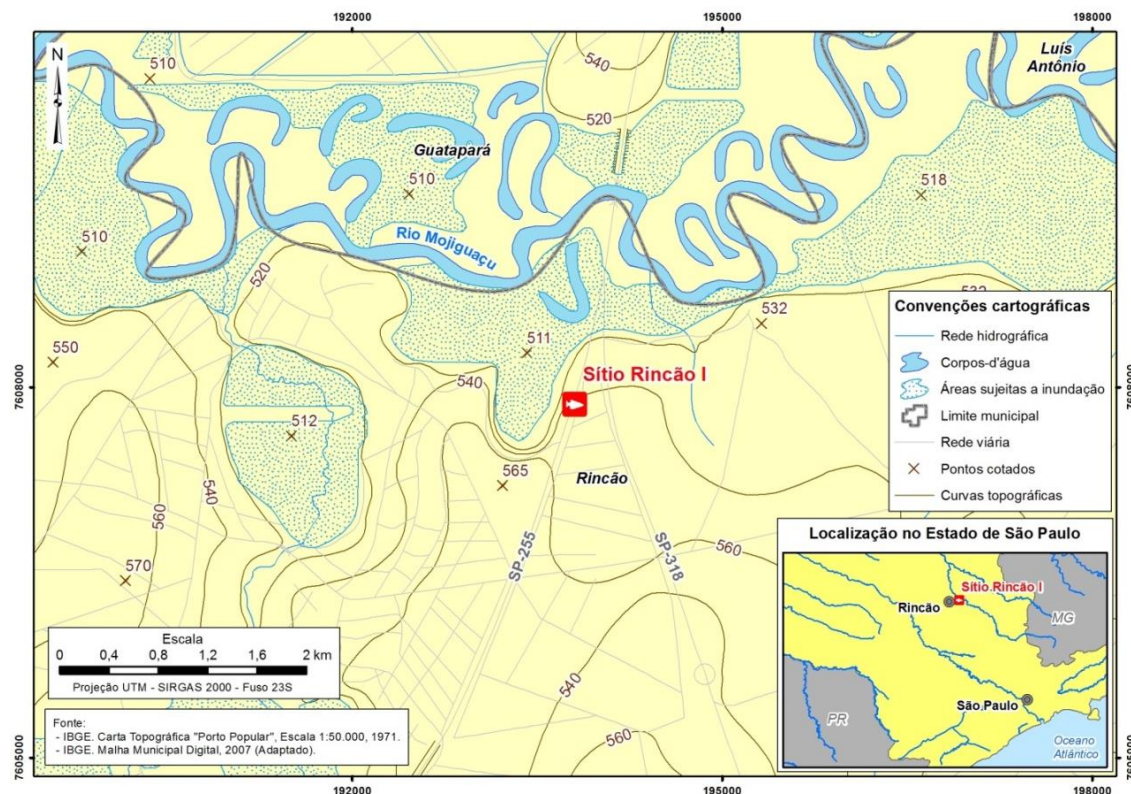 192000
195000
198000
N
510
540
Luís
Antônio
520
Guatapará
510
518
510
Rio Mojiguaçu
520
532
511
550
540
Sítio Rincão I
7608000
7608000
512
565
Rincão
540
560
560
570
SP-255
SP-318
540
560
Convenções cartográficas
Rede hidrográfica
Corpos-d'água
Áreas sujeitas a inundação
Limite municipal
Rede viária
Pontos cotados
Curvas topográficas
Localização no Estado de São Paulo
Sítio Rincão I
Rincão
MG
São Paulo
PR
Oceano
Atlântico
Escala
0 0,4 0,8 1,2 1,6 2 km
Projeção UTM - SIRGAS 2000 - Fuso 23S
Fonte:
- IBGE. Carta Topográfica "Porto Popular", Escala 1:50.000, 1971.
- IBGE. Malha Municipal Digital, 2007 (Adaptado).
7605000
7605000
192000
195000
198000